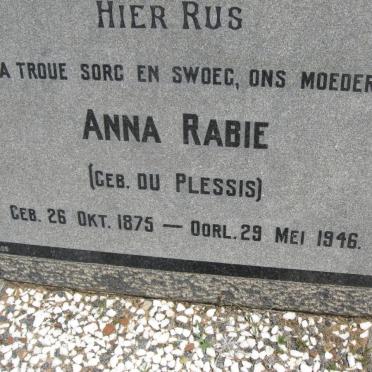 HIER RUS
A TROUE SORG EN SWOEG, ONS MOEDER
ANNA RABIE
(GEB. DU PLESSIS)
GEB. 26 OKT. 1875 — OORL. 29 MEI 1946.